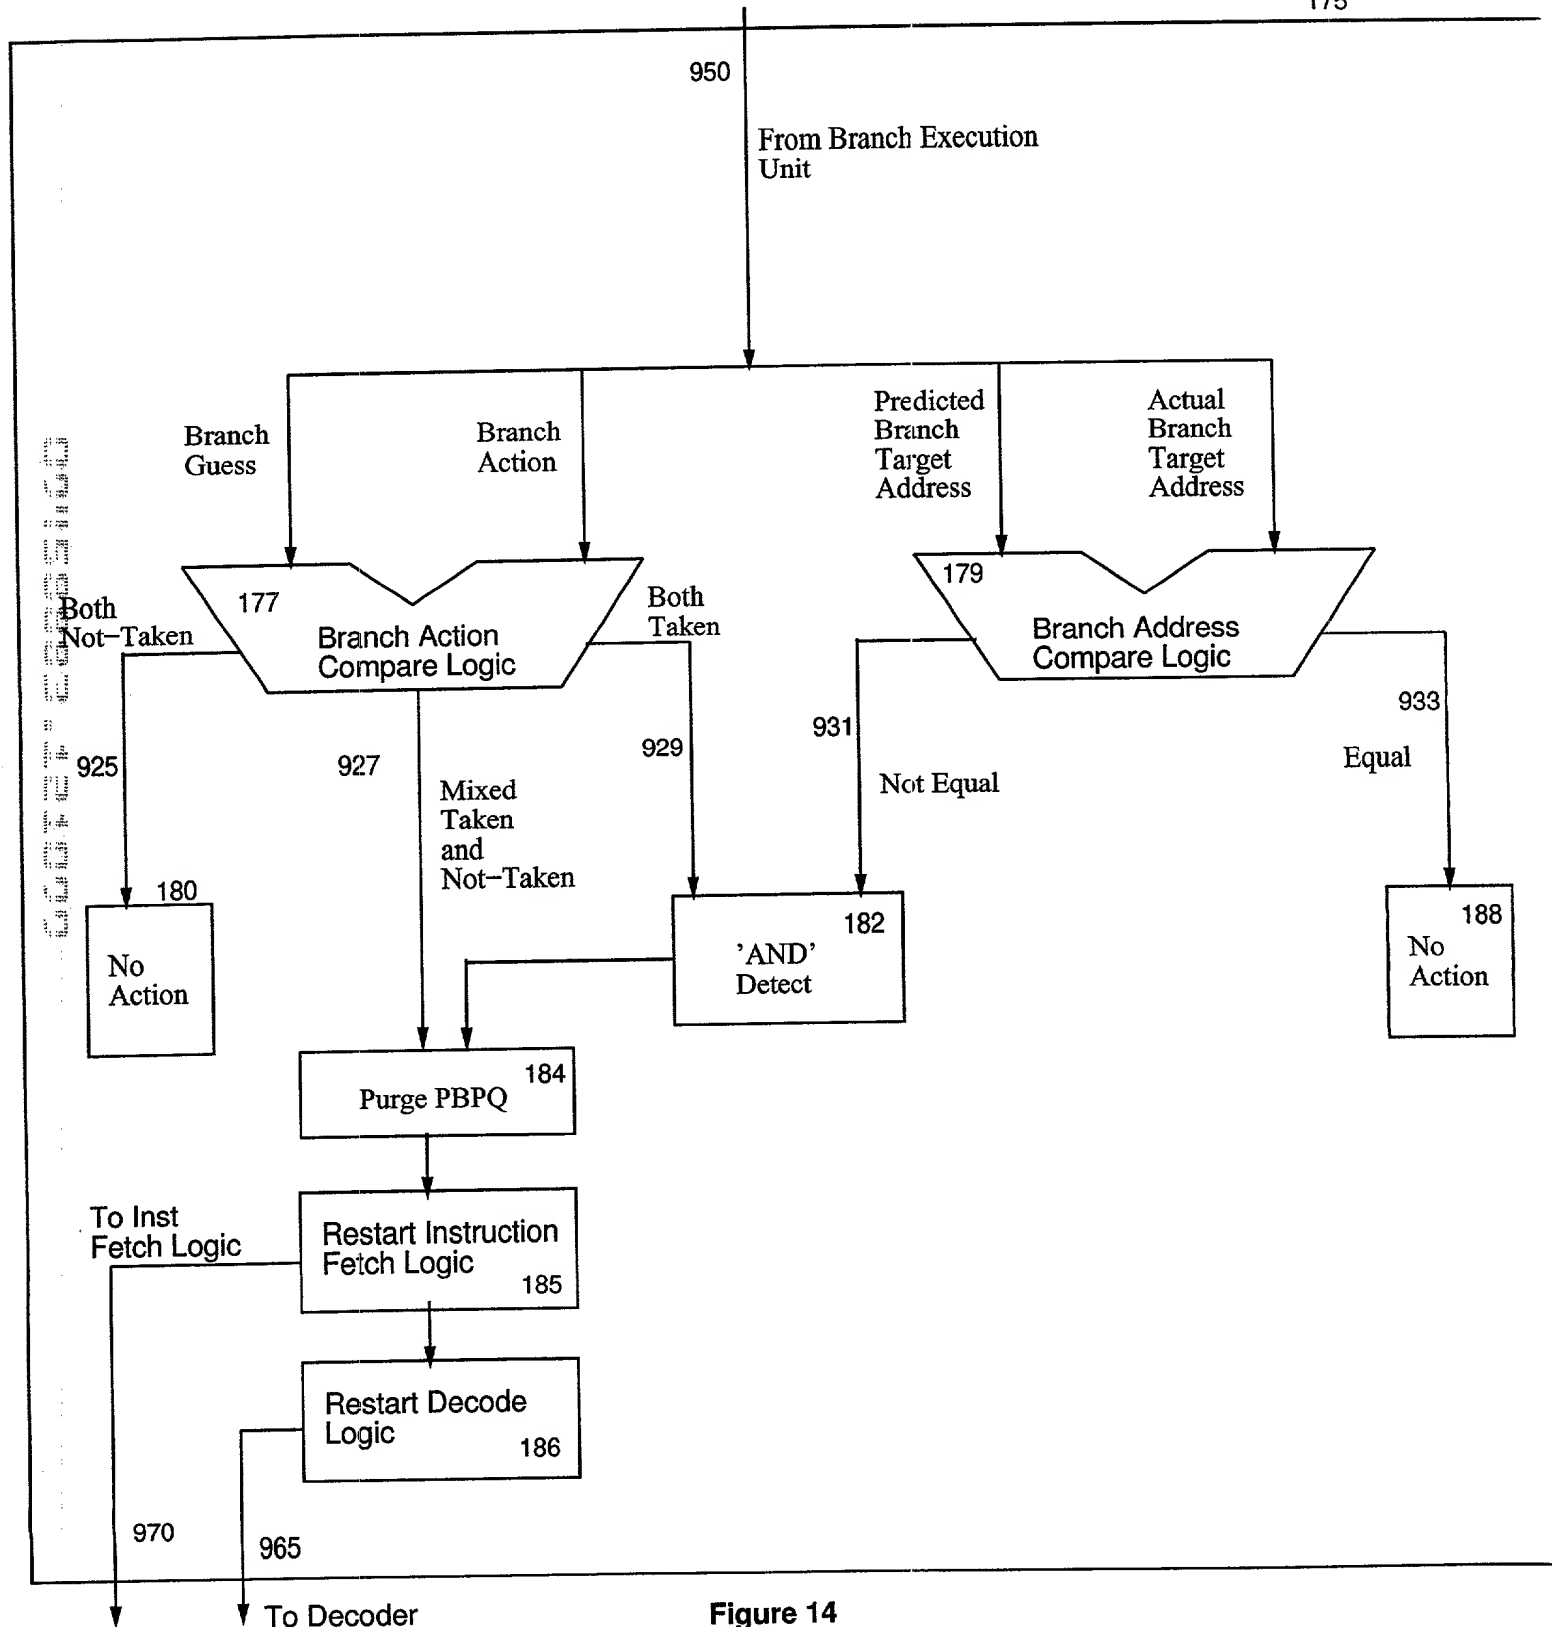 175
950
From Branch Execution
Unit
Branch
Guess
Branch
Action
Predicted
Branch
Target
Address
Actual
Branch
Target
Address
177
Branch Action
Compare Logic
179
Branch Address
Compare Logic
Both
Not-Taken
Both
Taken
925
927
929
931
933
Mixed
Taken
and
Not-Taken
Not Equal
Equal
180
No
Action
182
'AND'
Detect
188
No
Action
184
Purge PBPQ
To Inst
Fetch Logic
Restart Instruction
Fetch Logic
185
Restart Decode
Logic
186
970
965
To Decoder
Figure 14